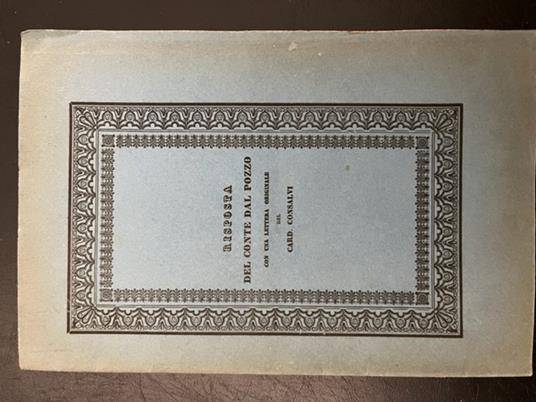 RISPOSTA
DEL CONTE DAL POZZO
CON UNA LETTERA ORIGINALE
DEL
CARD. CONSALVI